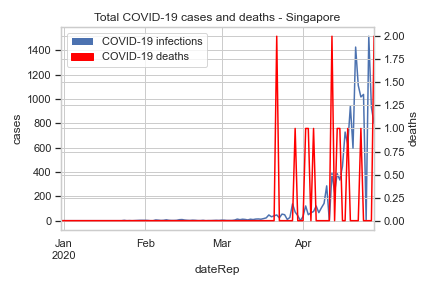 Total COVID-19 cases and deaths - Singapore
COVID-19 infections
COVID-19 deaths
1400
1200
1000
800
600
400
200
0
cases
2.00
1.75
1.50
1.25
1.00
0.75
0.50
0.25
0.00
deaths
Jan Feb Mar Apr
2020
dateRep